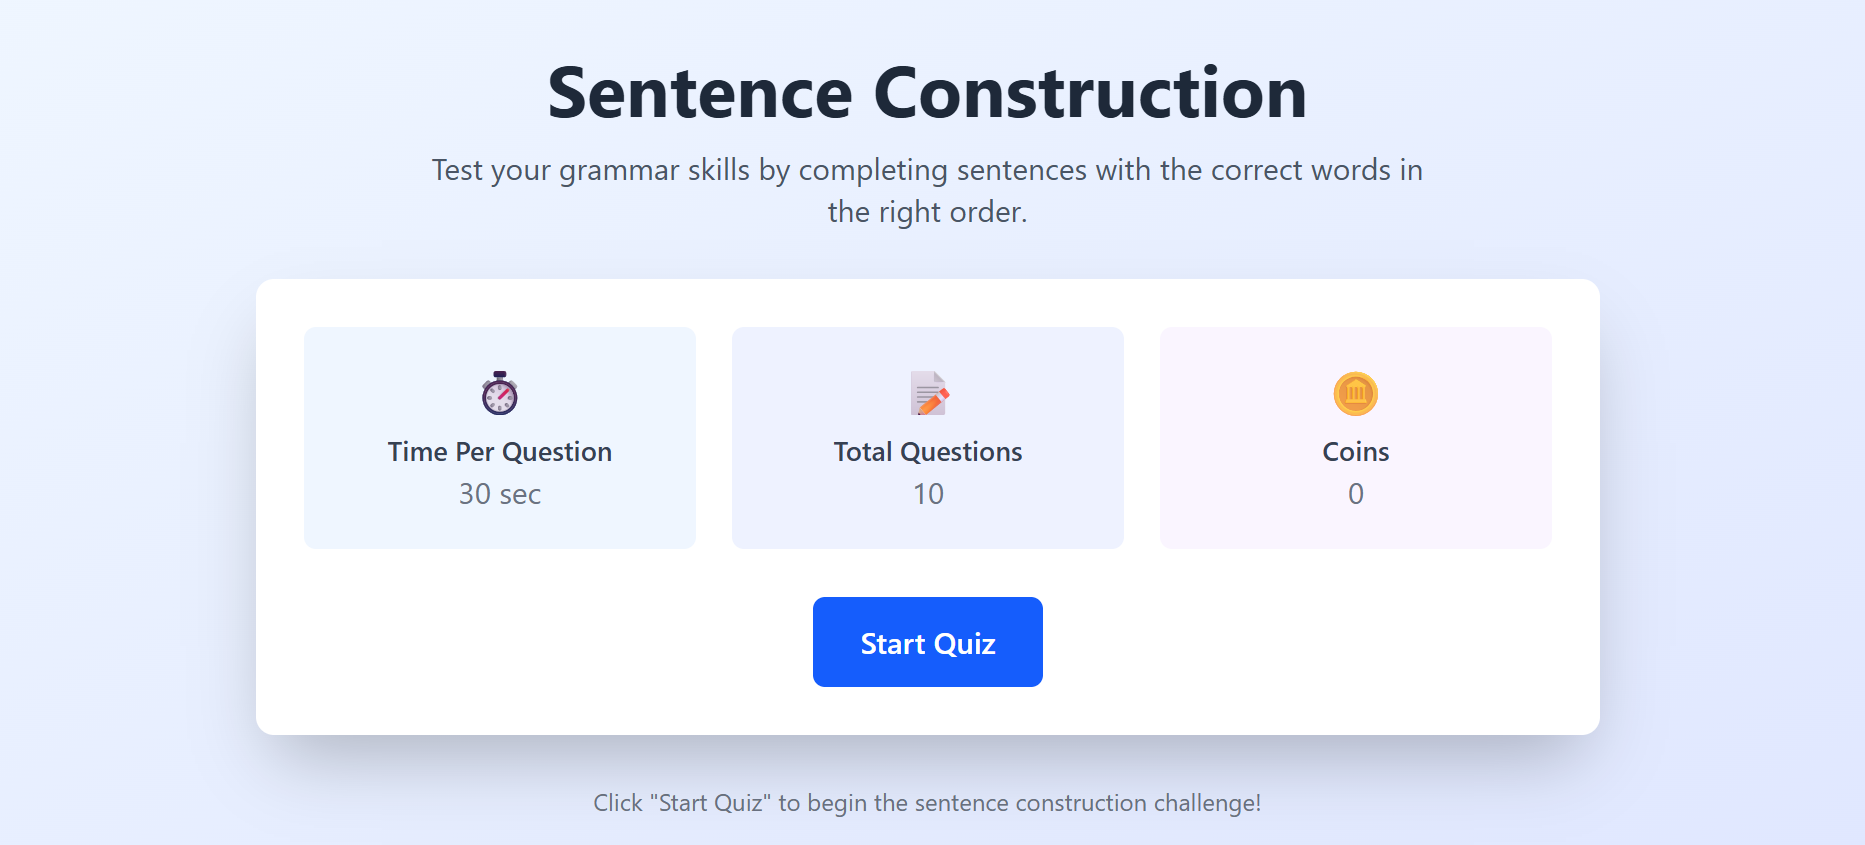 Sentence Construction
Test your grammar skills by completing sentences with the correct words in
the right order.
Time Per Question
30 sec
Total Questions
10
Coins
0
Start Quiz
Click "Start Quiz" to begin the sentence construction challenge!